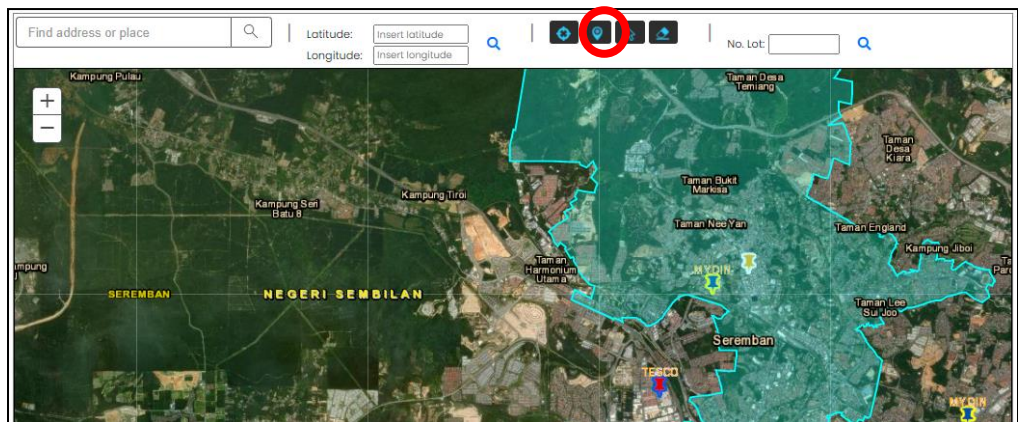 Find address or place
Latitude:
Insert latitude
Longitude:
Insert longitude
No. Lot:
+
−
Kampung Pulau
Taman Desa
Temiang
Taman
Desa
Kiara
Taman Bukit
Markisa
Kampung Tiroi
Kampung Seri
Batu 8
Taman Nee Yan
Taman England
Kampung Jiboi
Taman
Harmonium
Utama
MYDIN
SEREMBAN
NEGERI SEMBILAN
Taman Lee
Sui Joo
Seremban
TESCO
MYDIN